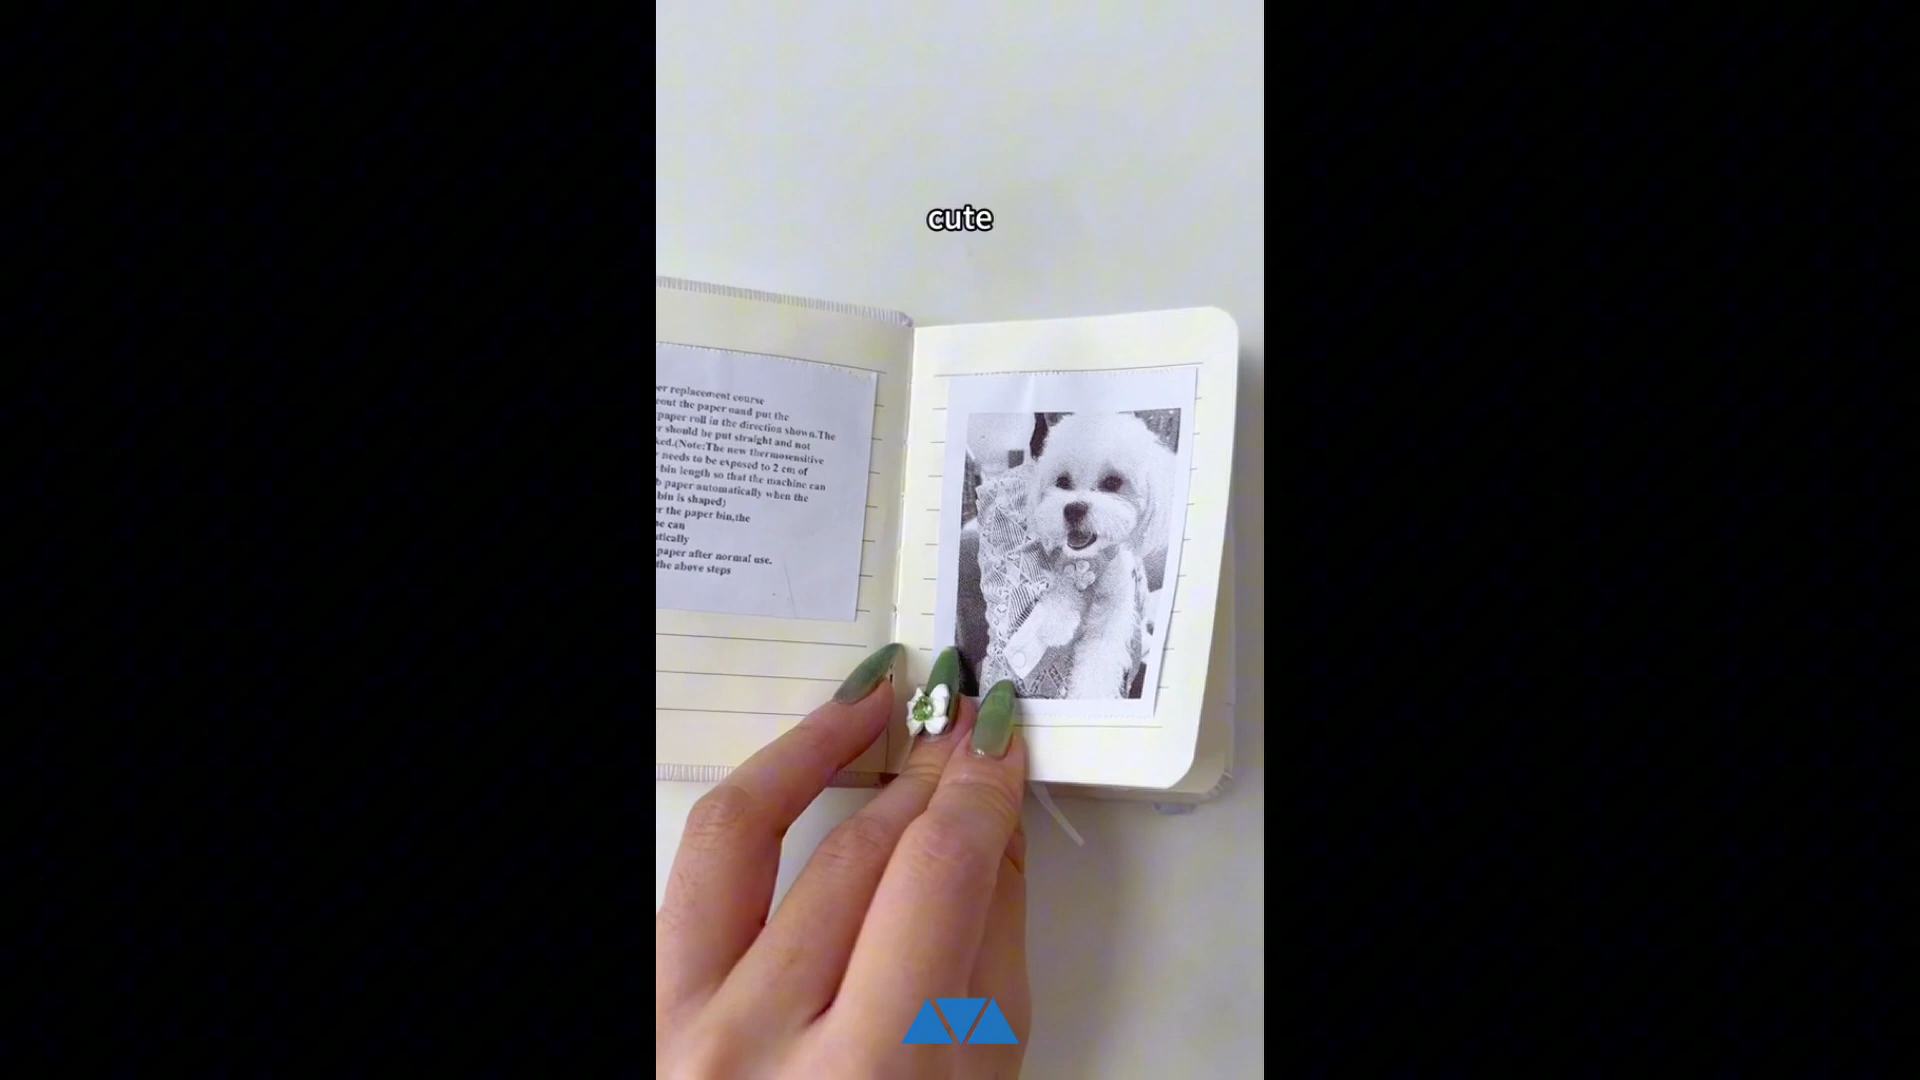 cute
er replacement course
eout the paper oand put the
paper roll in the direction shown.The
r should be put straight and not
ked.(Note:The new thermosensitive
needs to be exposed to 2 cm of
bin length so that the machine can
b paper automatically when the
bin is shaped)
r the paper bin,the
e can
tically
paper after normal use.
the above steps